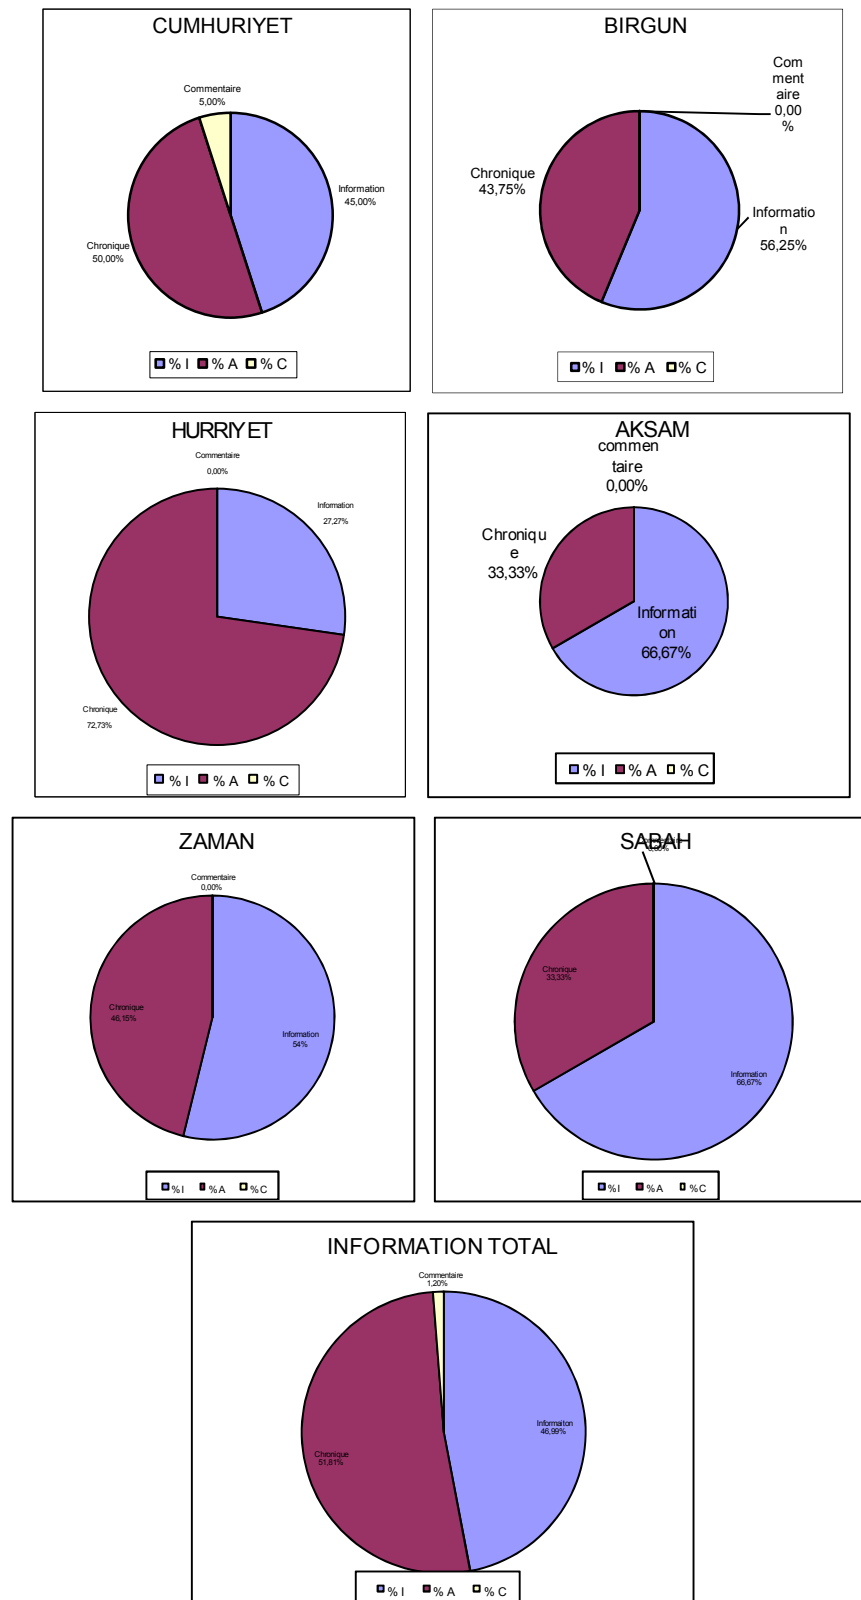 CUMHURIYET
Commentaire
5,00%
Information
45,00%
Chronique
50,00%
% I % A % C
BIRGUN
Com
ment
aire
0,00
%
Chronique
43,75%
Informatio
n
56,25%
% I % A % C
HURRIYET
Commentaire
0,00%
Information
27,27%
Chronique
72,73%
% I % A % C
AKSAM
commen
taire
0,00%
Chroniqu
e
33,33%
Informati
on
66,67%
% I % A % C
ZAMAN
Commentaire
0,00%
Chronique
46,15%
Information
54%
% I % A % C
SABAH
Commentaire
0,00%
Chronique
33,33%
Information
66,67%
% I % A % C
INFORMATION TOTAL
Commentaire
1,20%
Informaiton
46,99%
Chronique
51,81%
% I % A % C